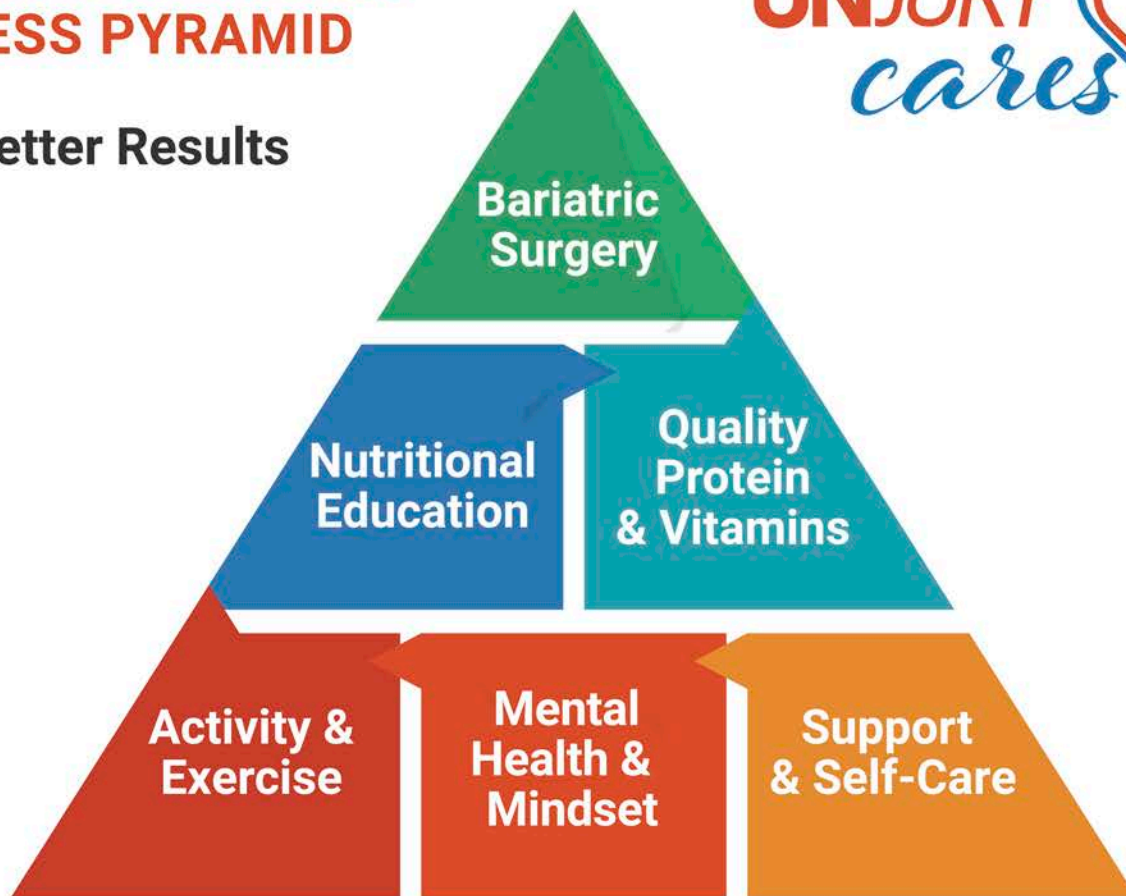 ESS PYRAMID
UNJURY
cares
etter Results
Bariatric
Surgery
Nutritional
Education
Quality
Protein
& Vitamins
Activity &
Exercise
Mental
Health &
Mindset
Support
& Self-Care